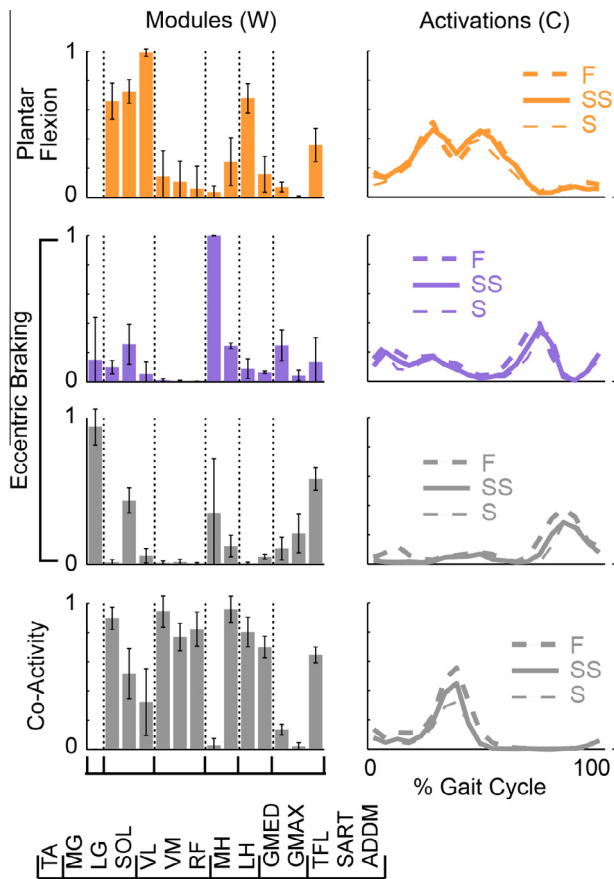 Modules (W)
Activations (C)
Plantar
Flexion
1
0
F
SS
S
Eccentric Braking
1
0
F
SS
S
1
0
F
SS
S
Co-Activity
1
0
F
SS
S
0
100
% Gait Cycle
TA
MG
LG
SOL
VL
VM
RF
MH
LH
GMED
GMAX
TFL
SART
ADDM